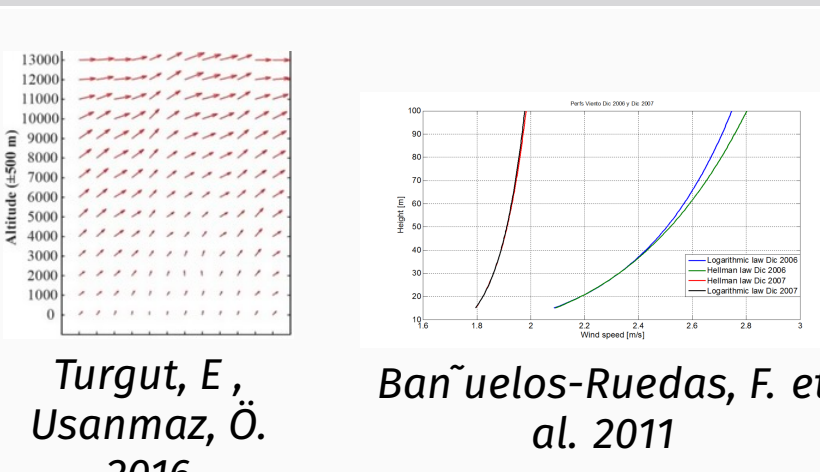 13000
12000
11000
10000
9000
8000
7000
6000
5000
4000
3000
2000
1000
0
Altitude (±500 m)
Perfs Viento Dic 2006 y Dic 2007
100
90
80
70
60
50
40
30
20
10
Height [m]
1.6 1.8 2 2.2 2.4 2.6 2.8 3
Wind speed [m/s]
Logarithmic law Dic 2006
Hellman law Dic 2006
Hellman law Dic 2007
Logarithmic law Dic 2007
Turgut, E ,
Usanmaz, Ö.
2016
Ban˜uelos-Ruedas, F. et
al. 2011